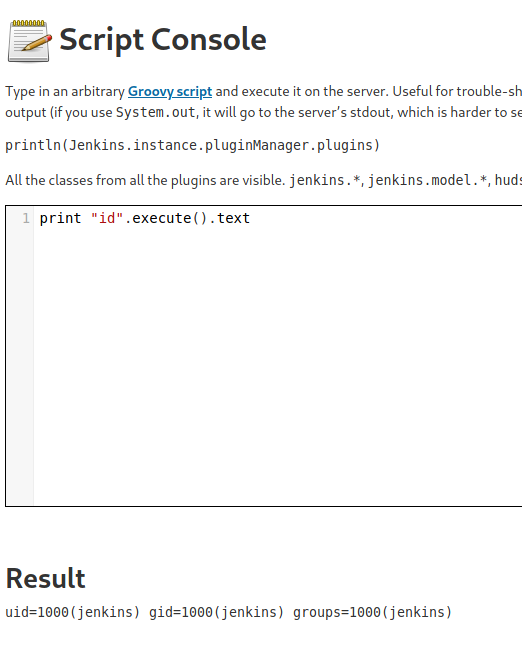 Script Console
Type in an arbitrary Groovy script and execute it on the server. Useful for trouble-sh
output (if you use System.out, it will go to the server's stdout, which is harder to se
println(Jenkins.instance.pluginManager.plugins)
All the classes from all the plugins are visible. jenkins.*, jenkins.model.*, huds
1 print "id".execute().text
Result
uid=1000(jenkins) gid=1000(jenkins) groups=1000(jenkins)